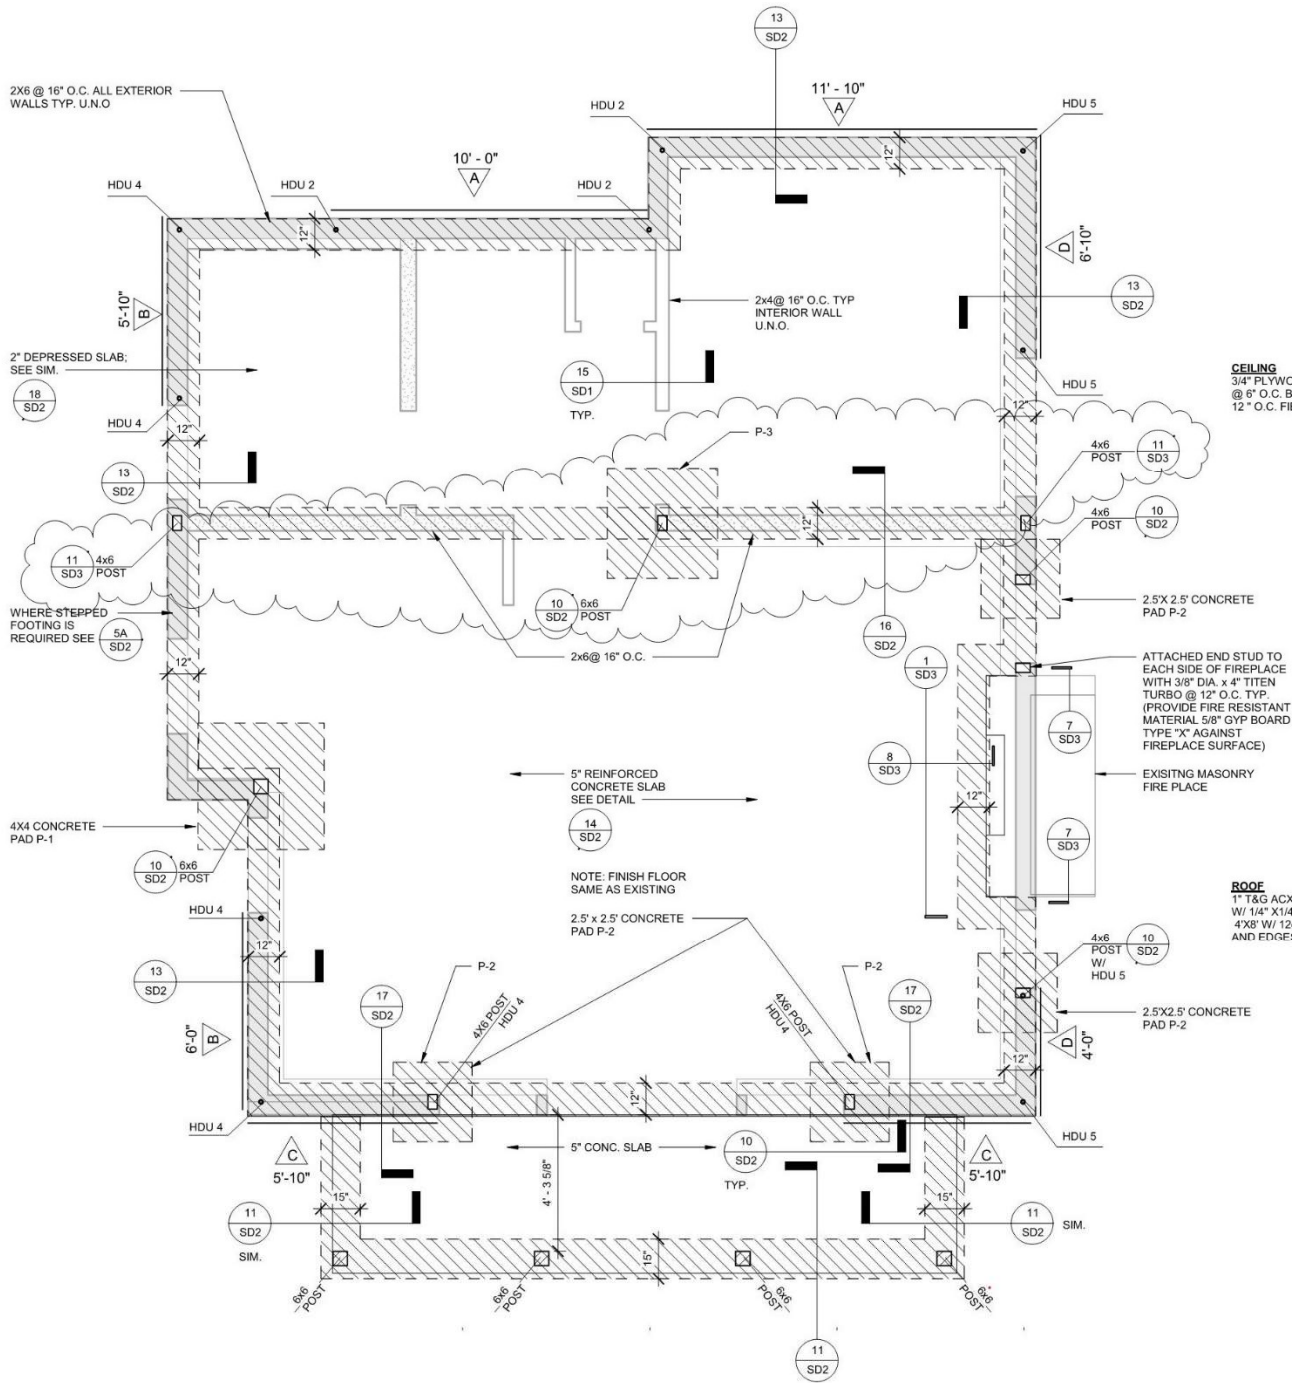 13
SD2
11' - 10"
A
2X6 @ 16" O.C. ALL EXTERIOR
WALLS TYP. U.N.O
HDU 2
HDU 5
12"
10' - 0"
A
HDU 4
HDU 2
HDU 2
12"
D
6'-10"
5'-10"
B
13
SD2
2x4@ 16" O.C. TYP
INTERIOR WALL
U.N.O.
2" DEPRESSED SLAB;
SEE SIM.
18
SD2
15
SD1
TYP.
HDU 5
CEILING
3/4" PLYWO
@ 6" O.C. B
12 " O.C. FI
HDU 4
12"
12"
P-3
4x6
POST
11
SD3
13
SD2
4x6
POST
10
SD2
12"
11
SD3
4x6
POST
10
SD2
6x6
POST
2.5'X 2.5' CONCRETE
PAD P-2
WHERE STEPPED
FOOTING IS
REQUIRED SEE
5A
SD2
16
SD2
2x6@ 16" O.C.
12"
1
SD3
ATTACHED END STUD TO
EACH SIDE OF FIREPLACE
WITH 3/8" DIA. x 4" TITEN
TURBO @ 12" O.C. TYP.
(PROVIDE FIRE RESISTANT
MATERIAL 5/8" GYP BOARD
TYPE "X" AGAINST
FIREPLACE SURFACE)
7
SD3
8
SD3
5" REINFORCED
CONCRETE SLAB
SEE DETAIL
14
SD2
EXISITNG MASONRY
FIRE PLACE
12"
4X4 CONCRETE
PAD P-1
7
SD3
10
SD2
6x6
POST
NOTE: FINISH FLOOR
SAME AS EXISTING
ROOF
1" T&G ACX
W/ 1/4" X1/4
4'X8' W/ 12
AND EDGES
HDU 4
2.5' x 2.5' CONCRETE
PAD P-2
12"
4x6
POST
W/
HDU 5
10
SD2
13
SD2
P-2
P-2
17
SD2
4X6 POST
HDU 4
4X6 POST
HDU4
17
SD2
2.5'X2.5' CONCRETE
PAD P-2
6'-0"
B
D
4'-0"
12"
12"
HDU 4
HDU 5
C
5'-10"
5" CONC. SLAB
10
SD2
TYP.
C
5'-10"
4' - 3 5/8"
15"
15"
11
SD2
SIM.
11
SD2
SIM.
15"
6x6
POST
6x6
POST
6x6
POST
6x6
POST
11
SD2